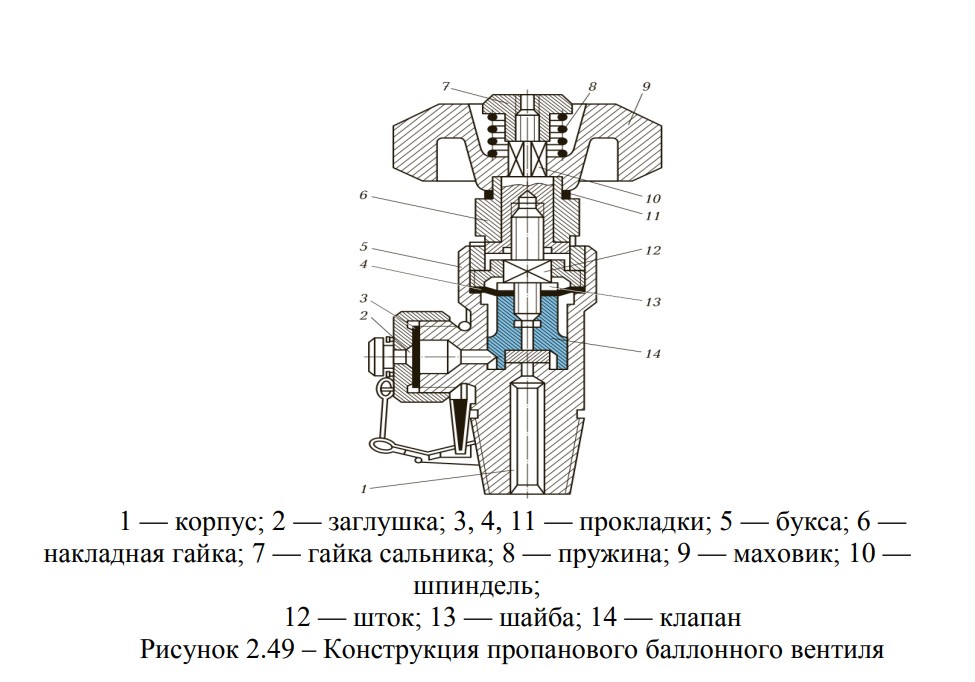 7
8
9
6
10
11
5
12
4
13
3
2
14
1
1 — корпус; 2 — заглушка; 3, 4, 11 — прокладки; 5 — букса; 6 —
накладная гайка; 7 — гайка сальника; 8 — пружина; 9 — маховик; 10 —
шпиндель;
12 — шток; 13 — шайба; 14 — клапан
Рисунок 2.49 – Конструкция пропанового баллонного вентиля